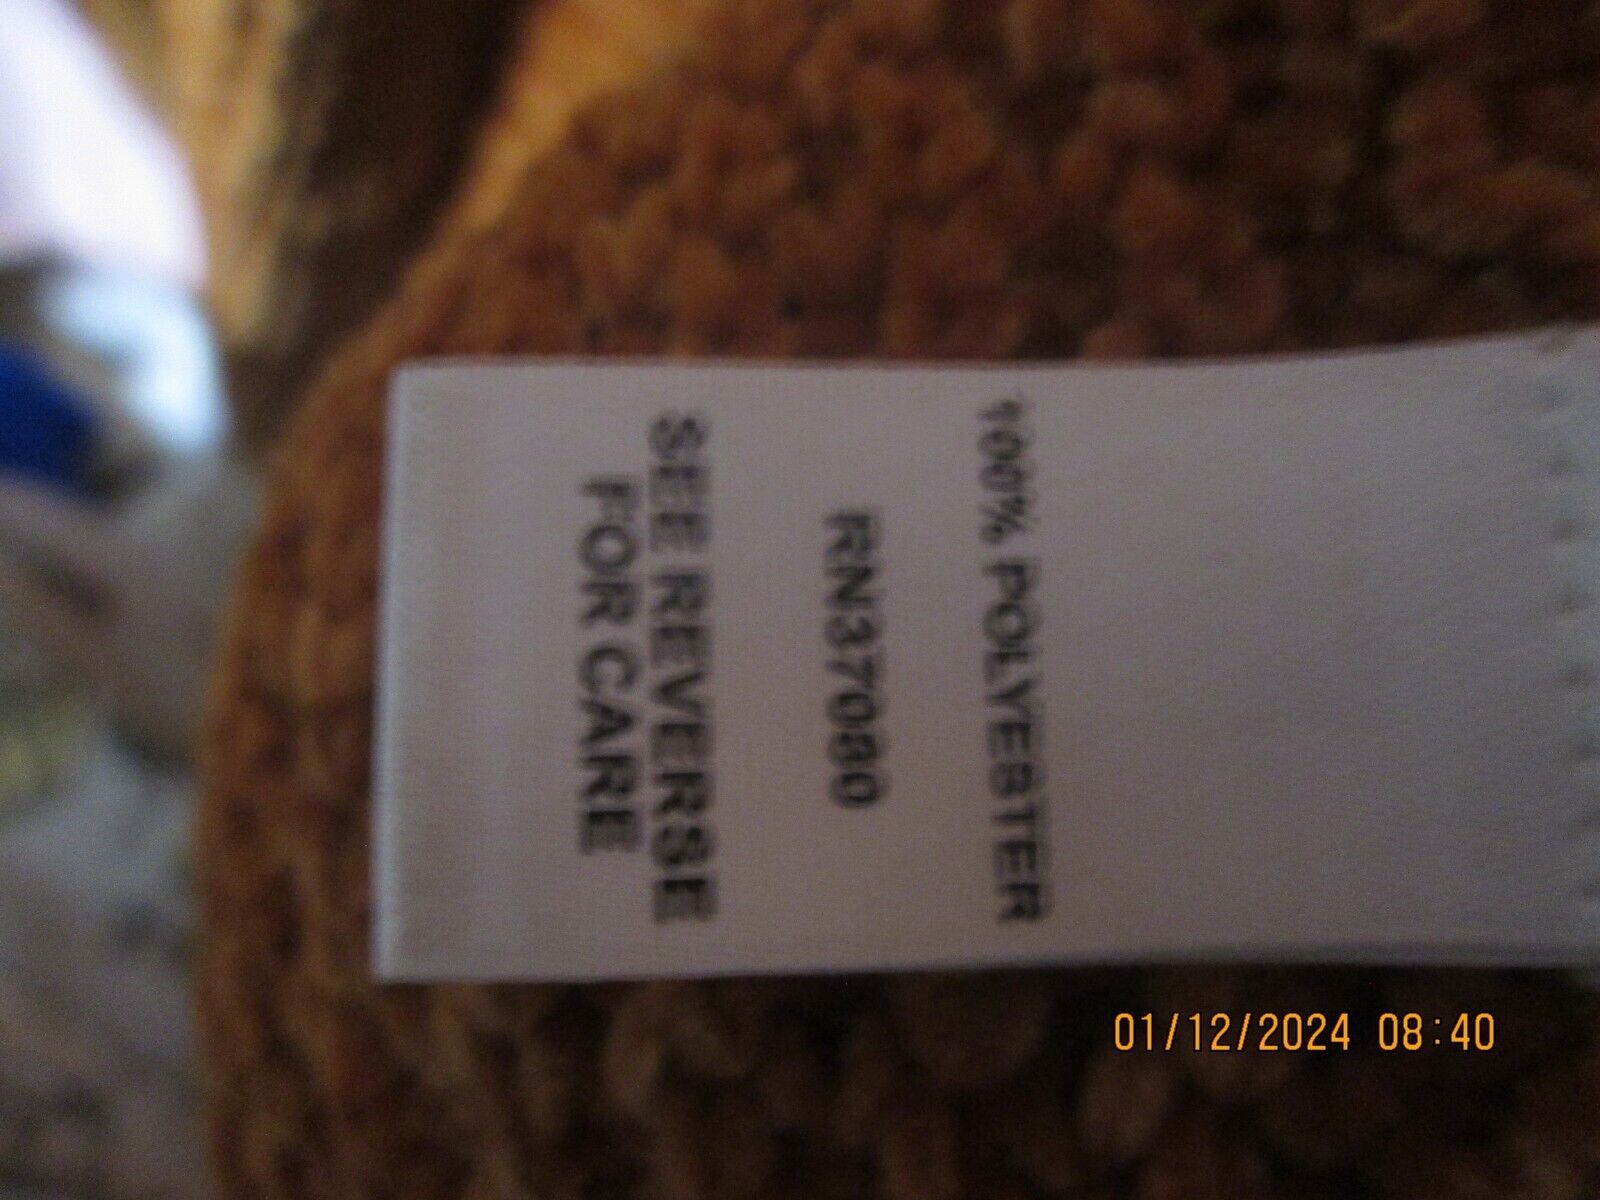 100% POLYESTER
RN37080
SEE REVERSE
FOR CARE
01/12/2024 08:40